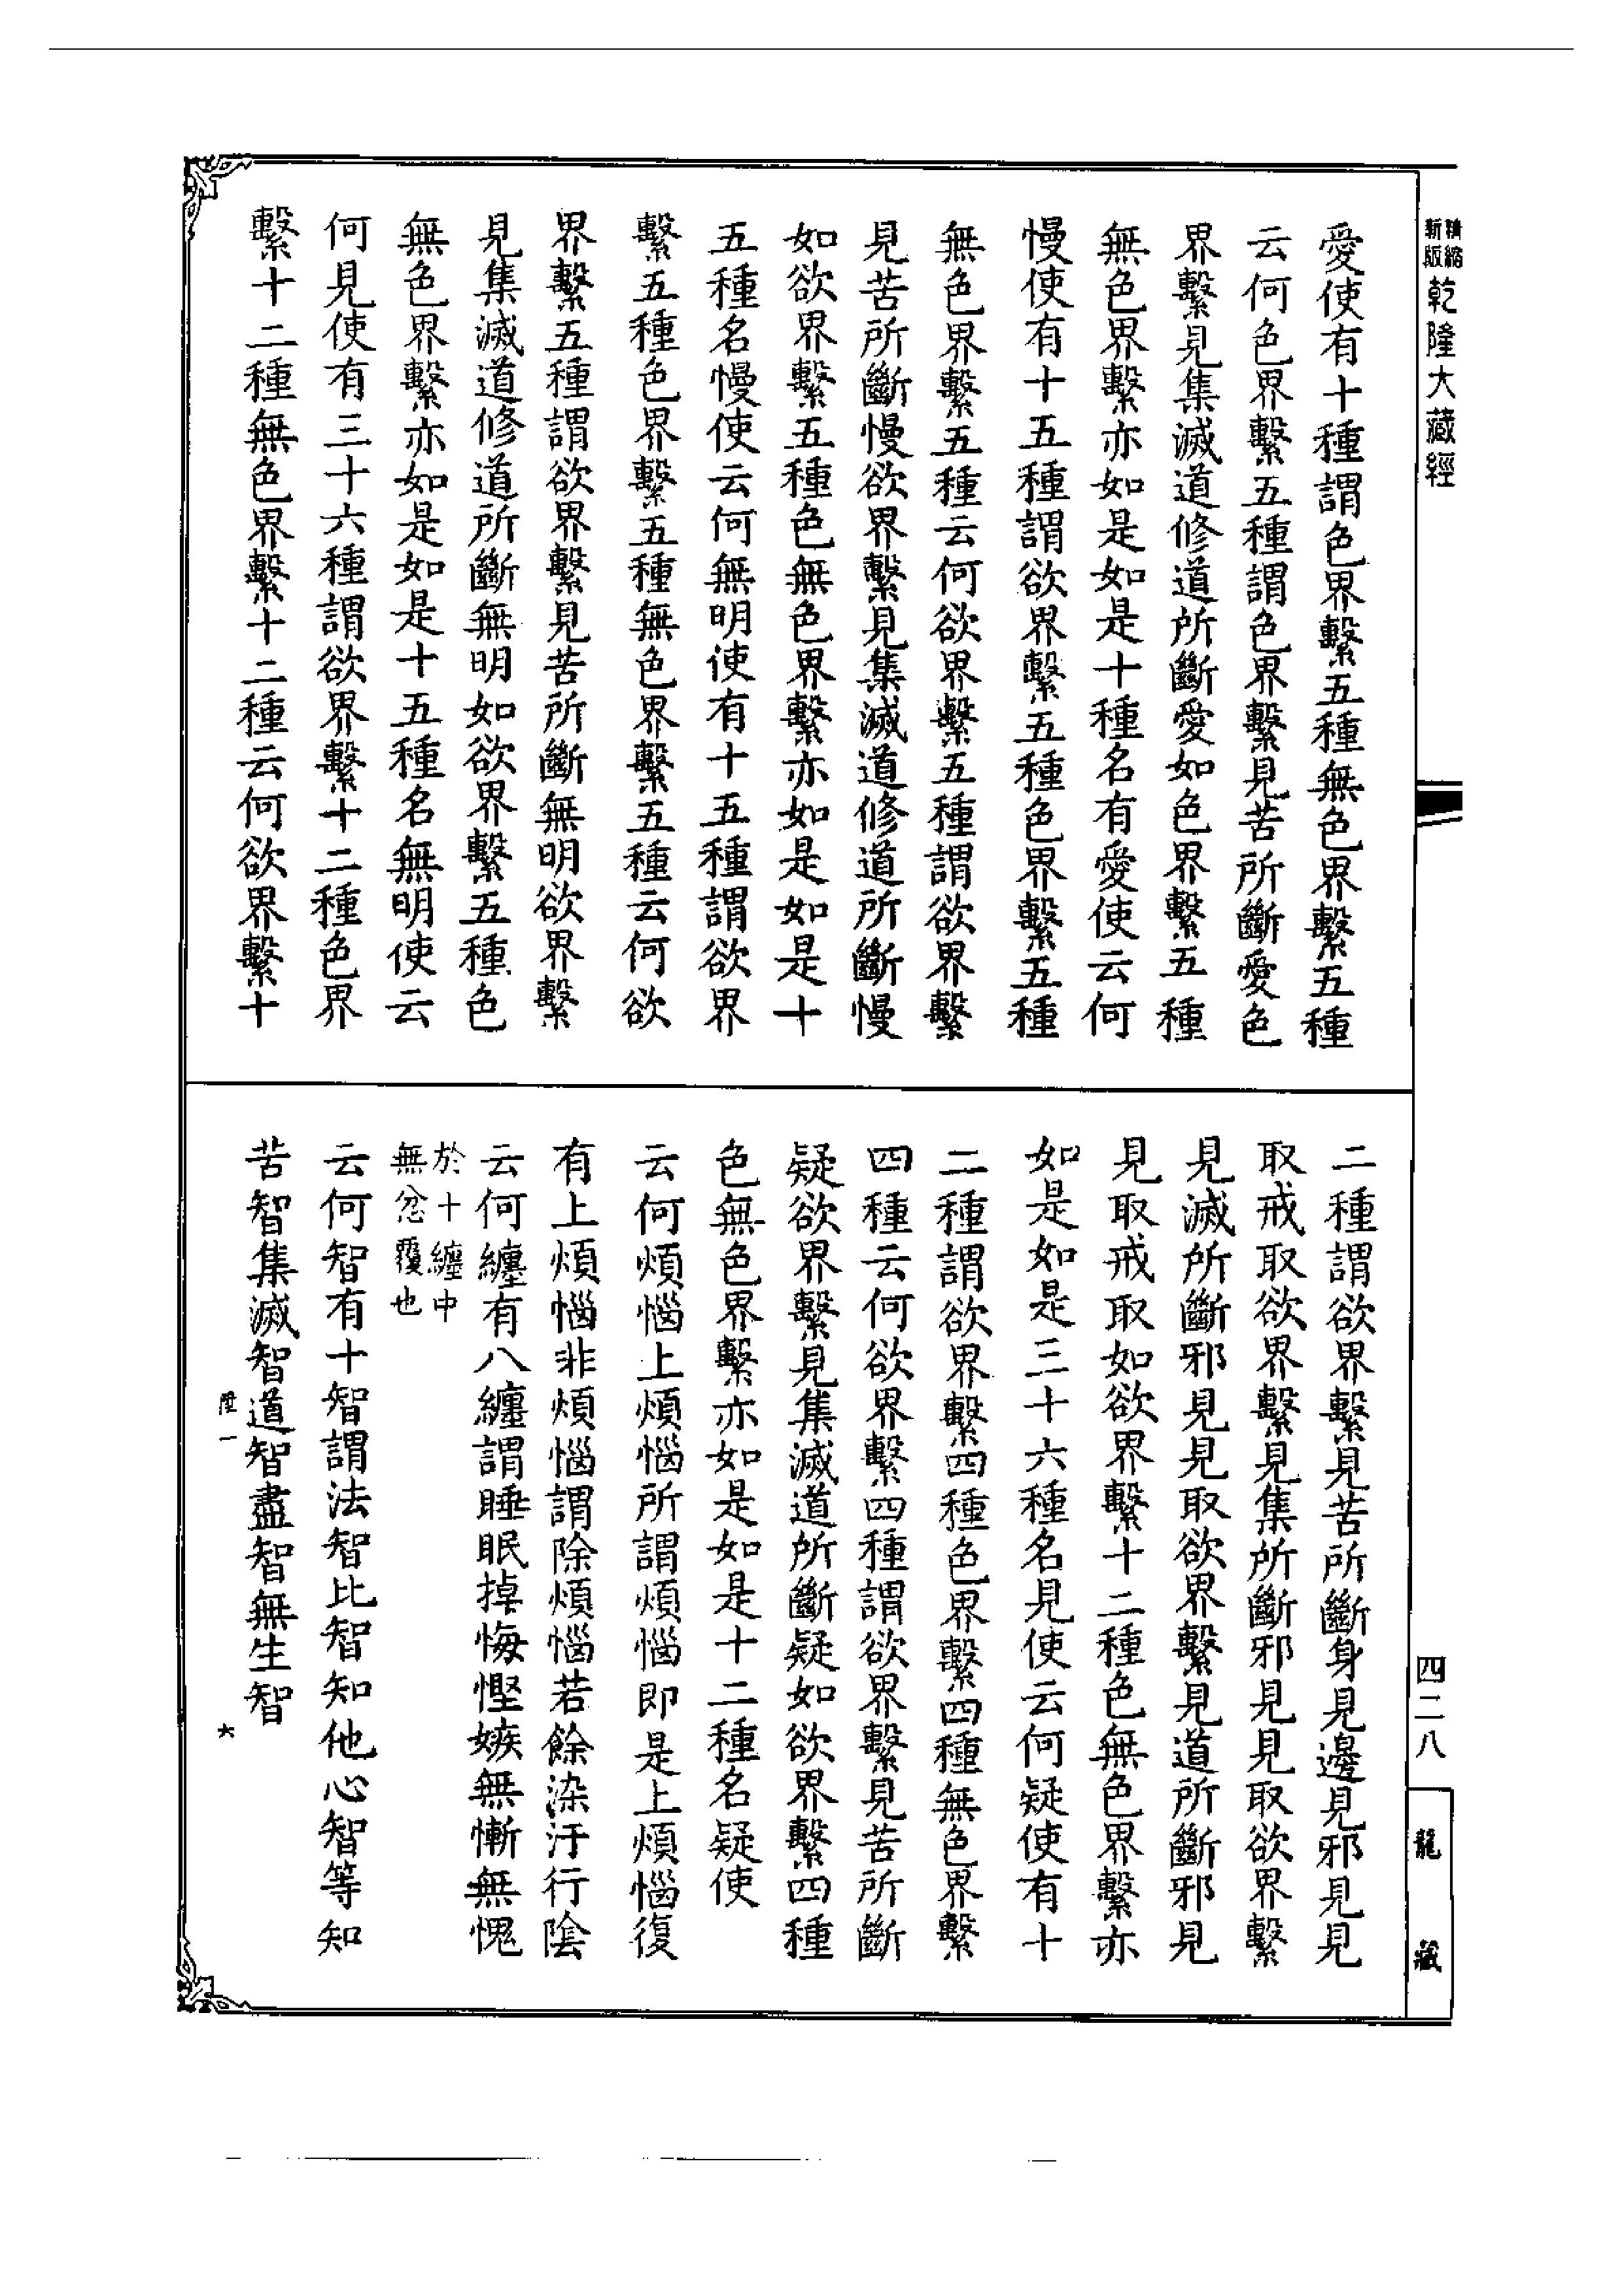 精縮新版乾隆大藏經
愛使有十種謂色界繫五種無色界繫五種
云何色界繫五種謂色界繫見苦所斷愛色
界繫見集滅道修道所斷愛如色界繫五種
無色界繫亦如是如是十種名有愛使云何
慢使有十五種謂欲界繫五種色界繫五種
無色界繫五種云何欲界繫五種謂欲界繫
見苦所斷慢欲界繫見集滅道修道所斷慢
如欲界繫五種色無色界繫亦如是如是十
五種名慢使云何無明使有十五種謂欲界
繫五種色界繫五種無色界繫五種云何欲
界繫五種謂欲界繫見苦所斷無明欲界繫
見集滅道修道所斷無明如欲界繫五種色
無色界繫亦如是如是十五種名無明使云
何見使有三十六種謂欲界繫十二種色界
繫十二種無色界繫十二種云何欲界繫十
二種謂欲界繫見苦所斷身見邊見邪見見
取戒取欲界繫見集所斷邪見見取欲界繫
見滅所斷邪見見取欲界繫見道所斷邪見
見取戒取如欲界繫十二種色無色界繫亦
如是如是三十六種名見使云何疑使有十
二種謂欲界繫四種色界繫四種無色界繫
四種云何欲界繫四種謂欲界繫見苦所斷
疑欲界繫見集滅道所斷疑如欲界繫四種
色無色界繫亦如是如是十二種名疑使
云何煩惱上煩惱所謂煩惱即是上煩惱復
有上煩惱非煩惱謂除煩惱若餘染汙行陰
云何纏有八纏謂睡眠掉悔慳嫉無慚無愧
於十纏中
無忿覆也
云何智有十智謂法智比智知他心智等知
苦智集滅智道智盡智無生智
一
六
四二八
龍藏